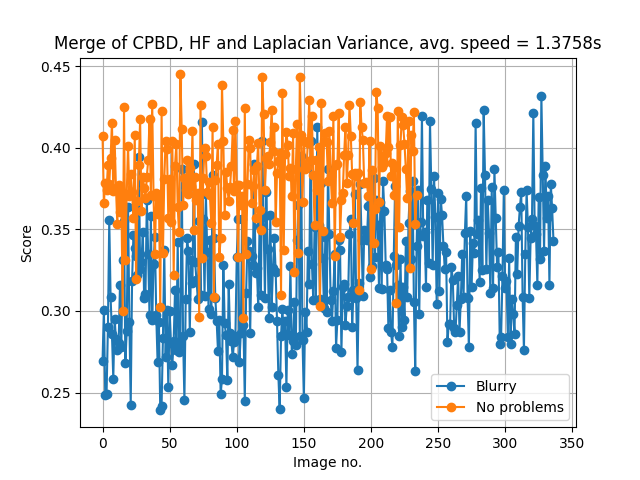 Merge of CPBD, HF and Laplacian Variance, avg. speed = 1.3758s
0.45
0.40
0.35
0.30
0.25
Score
0 50 100 150 200 250 300 350
Image no.
Blurry
No problems